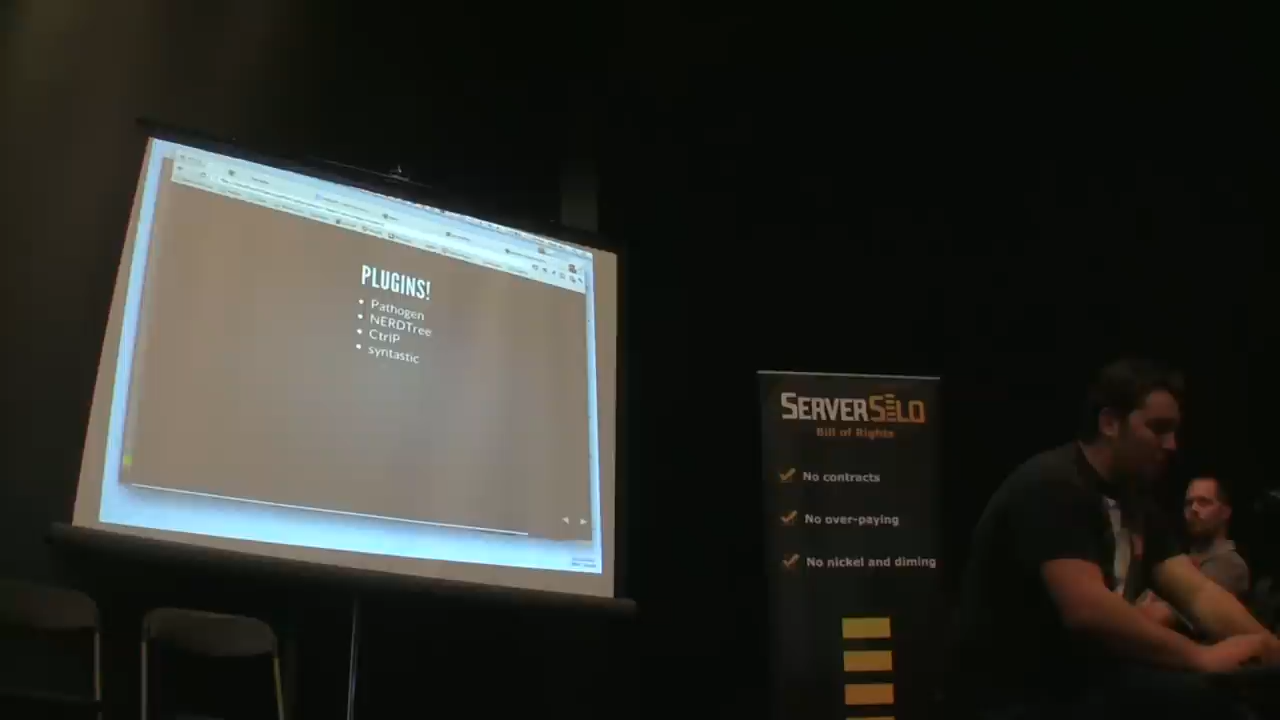 PLUGINS!
Pathogen
NERDTree
CtrlP
syntastic
SERVERSILO
Bill of Rights
No contracts
No over-paying
No nickel and diming